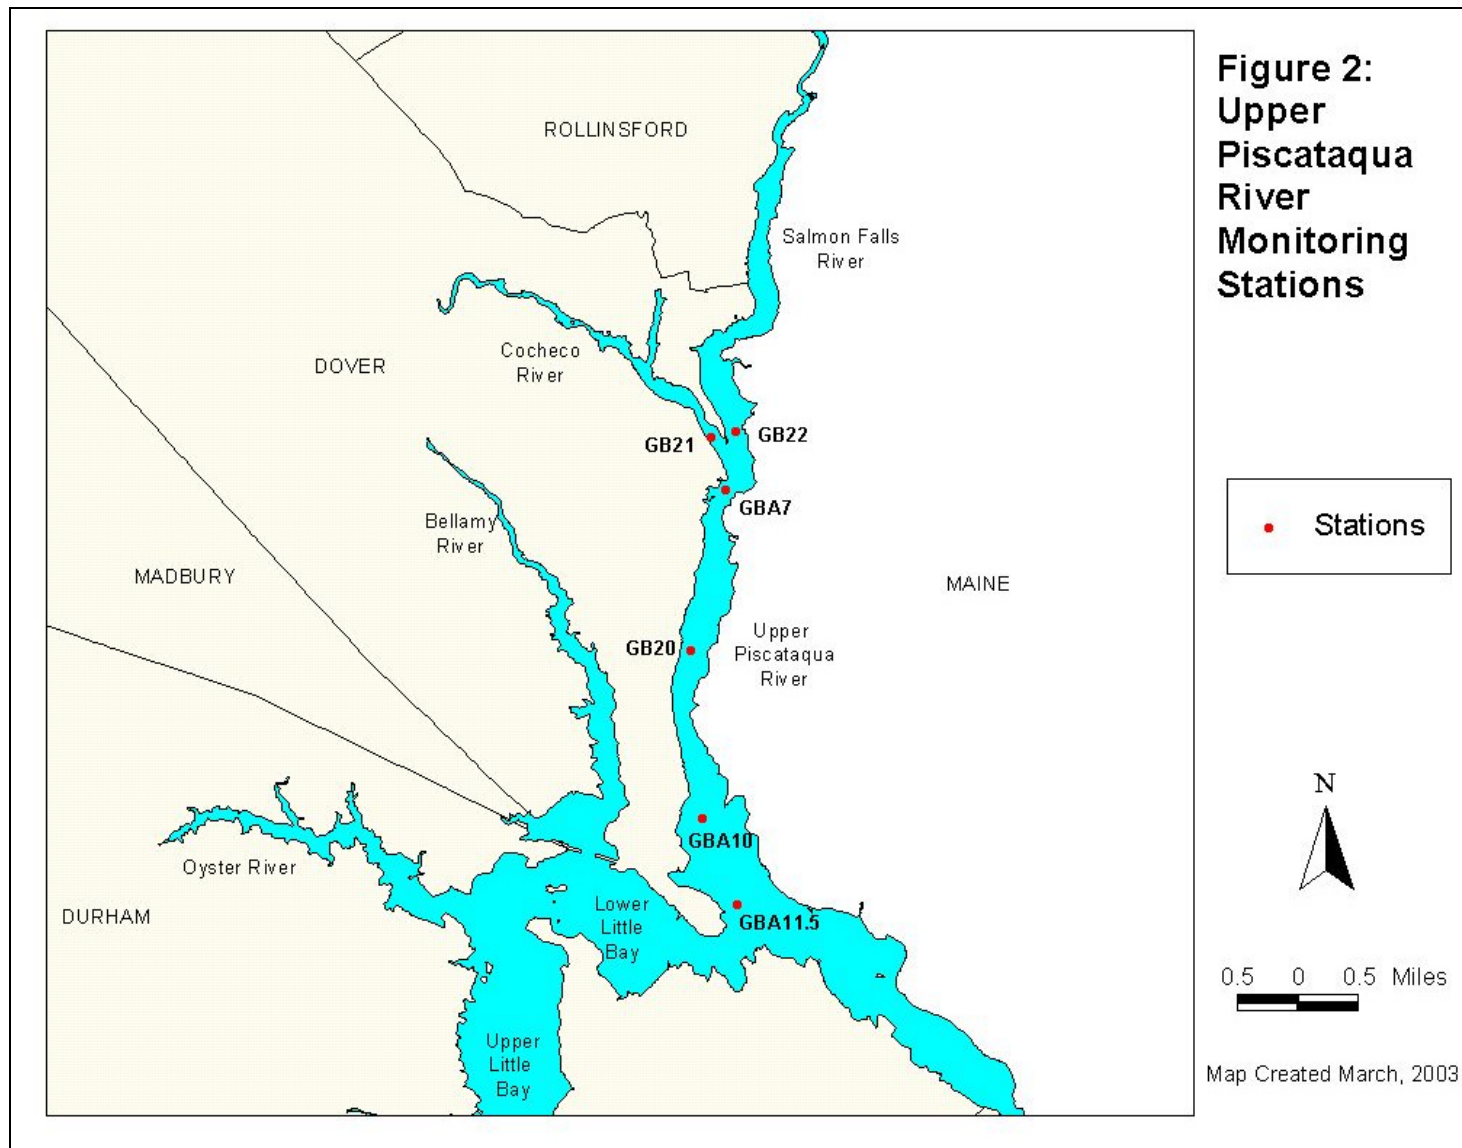 Figure 2:
Upper
Piscataqua
River
Monitoring
Stations
ROLLINSFORD
Salmon Falls
River
Cocheco
River
DOVER
GB21
GB22
GBA7
Bellamy
River
MADBURY
MAINE
GB20
Upper
Piscataqua
River
GBA10
Oyster River
DURHAM
Lower
Little
Bay
GBA11.5
Upper
Little
Bay
Stations
N
0.5 0 0.5 Miles
Map Created March, 2003